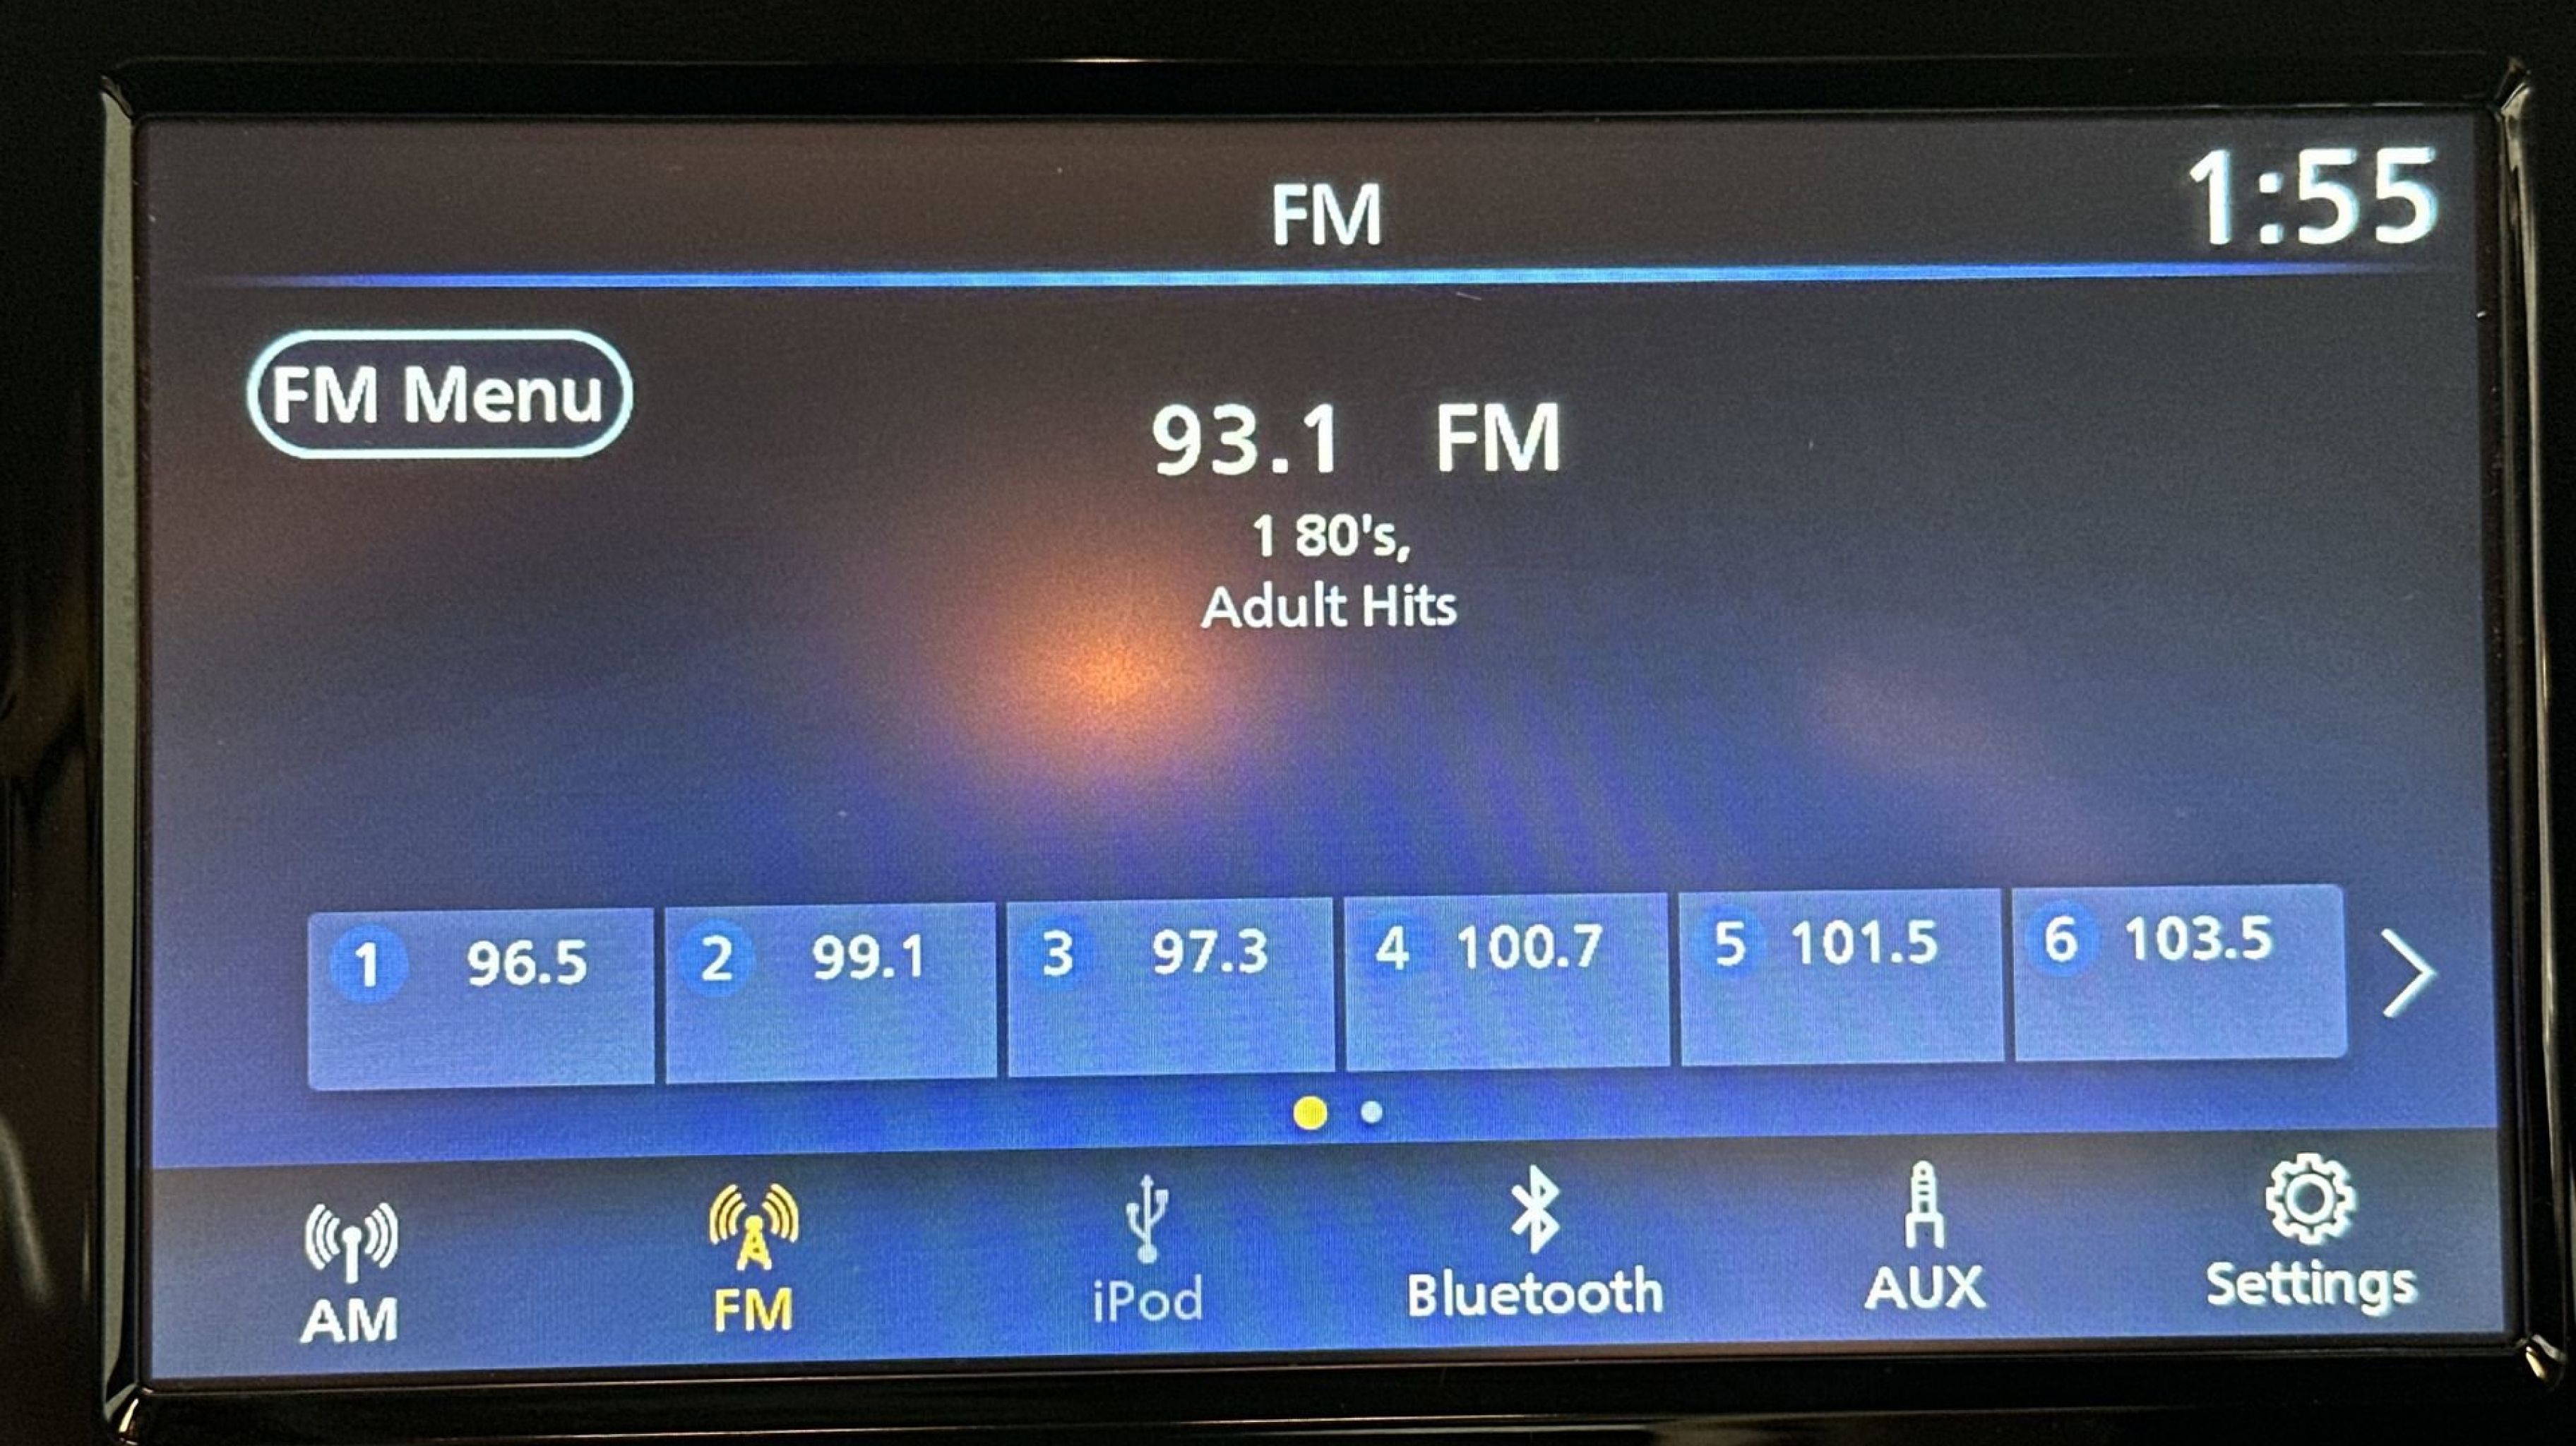 FM
1:55
FM Menu
93.1 FM
1 80's,
Adult Hits
1 96.5 2 99.1 3 97.3 4 100.7 5 101.5 6 103.5
AM FM iPod Bluetooth AUX Settings